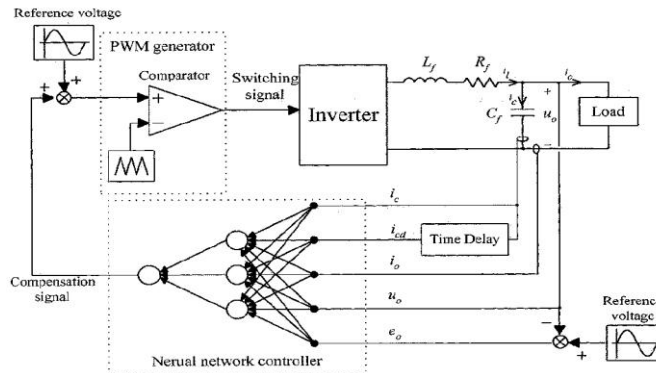 Reference voltage
PWM generator
Comparator
Switching
signal
Inverter
L_f
R_f
i_l
i_o
i_c
C_f
+
u_o
−
Load
+
+
+
−
i_c
i_cd
Time Delay
i_o
u_o
e_o
Compensation
signal
Nerual network controller
Reference
voltage
−
+